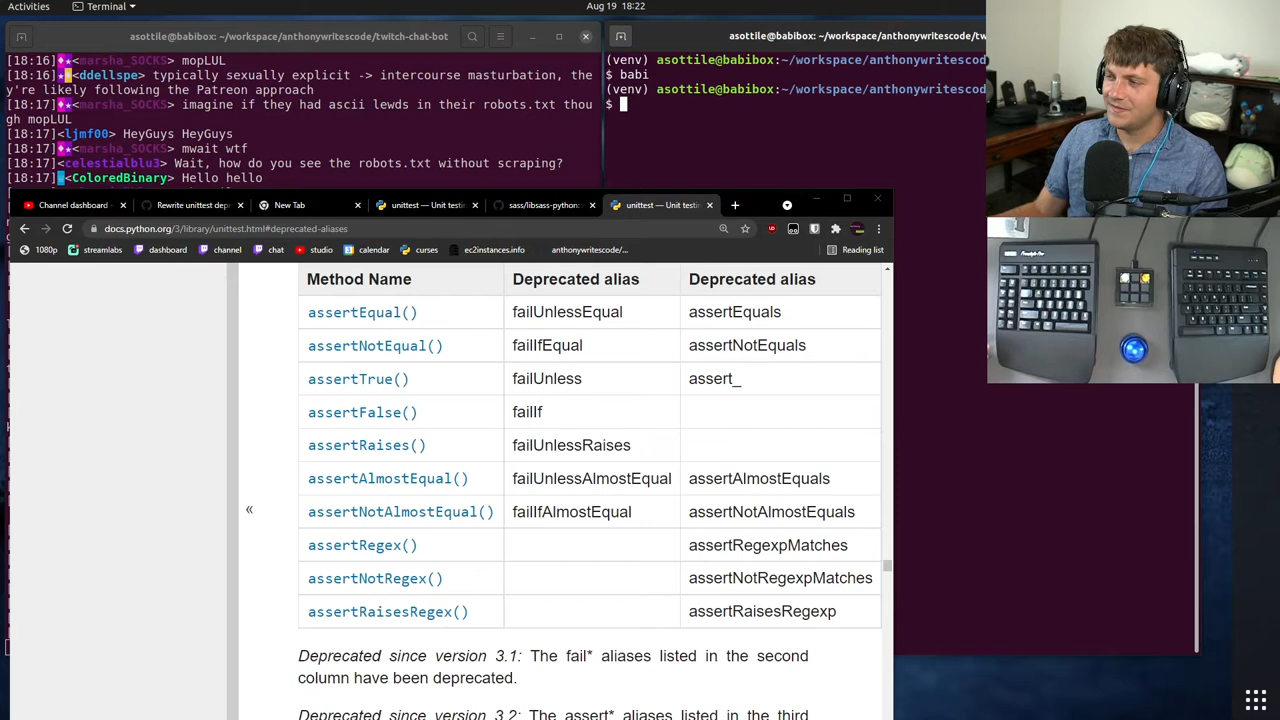 Activities
Terminal
Aug 19 18:22
asottile@babibox: ~/workspace/anthonywritescode/twitch-chat-bot
[18:16]<marsha_SOCKS> mopLUL
[18:16]<ddellspe> typically sexually explicit -> intercourse masturbation, the
y're likely following the Patreon approach
[18:16]<marsha_SOCKS> imagine if they had ascii lewds in their robots.txt thou
gh mopLUL
[18:17]<ljmf00> HeyGuys HeyGuys
[18:17]<marsha_SOCKS> mwait wtf
[18:17]<celestialblu3> Wait, how do you see the robots.txt without scraping?
[18:17]<ColoredBinary> Hello hello
asottile@babibox: ~/workspace/anthonywritescode/tw
(venv) asottile@babibox:~/workspace/anthonywritescod
$ babi
(venv) asottile@babibox:~/workspace/anthonywritescod
$
Channel dashboard -
Rewrite unittest dep
New Tab
unittest — Unit testi
sass/libsass-python:
unittest — Unit testi
docs.python.org/3/library/unittest.html#deprecated-aliases
1080p
streamlabs
dashboard
channel
chat
studio
calendar
curses
ec2instances.info
anthonywritescode/...
Reading list
Method Name Deprecated alias Deprecated alias
assertEqual() failUnlessEqual assertEquals
assertNotEqual() failIfEqual assertNotEquals
assertTrue() failUnless assert_
assertFalse() failIf
assertRaises() failUnlessRaises
assertAlmostEqual() failUnlessAlmostEqual assertAlmostEquals
assertNotAlmostEqual() failIfAlmostEqual assertNotAlmostEquals
assertRegex() assertRegexpMatches
assertNotRegex() assertNotRegexpMatches
assertRaisesRegex() assertRaisesRegexp
«
Deprecated since version 3.1: The fail* aliases listed in the second
column have been deprecated.
Deprecated since version 3.2: The assert* aliases listed in the third